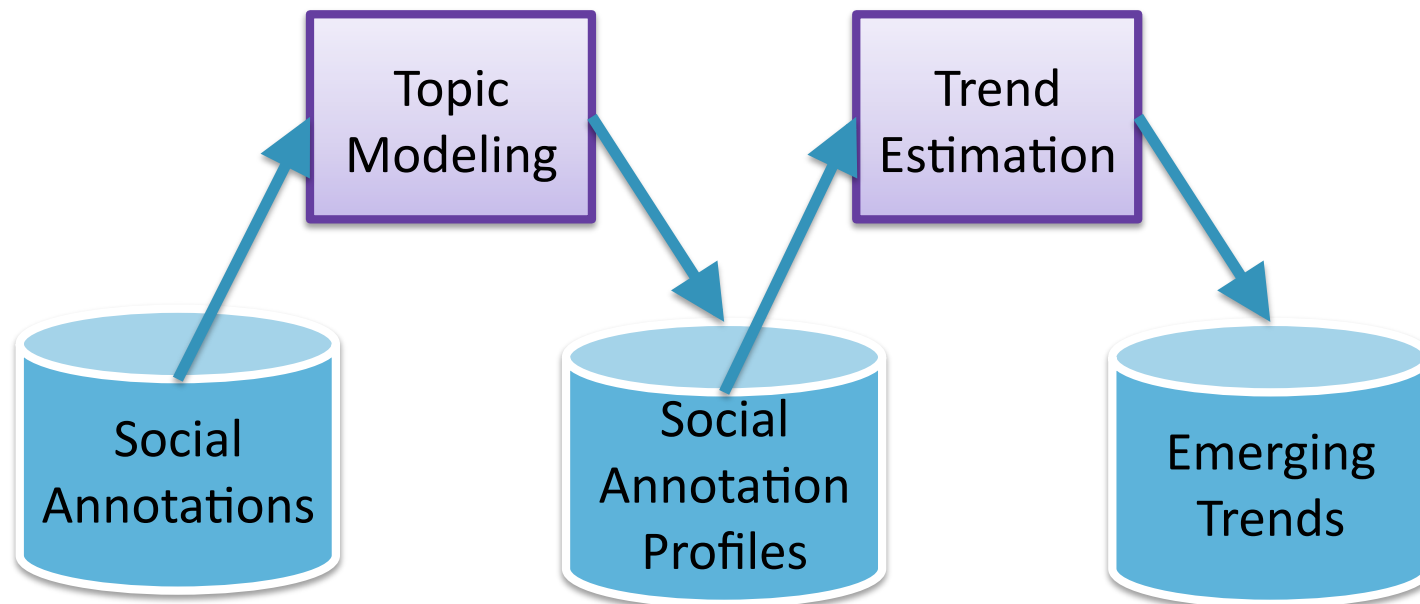 Topic
Modeling
Trend
Estimation
Social
Annotations
Social
Annotation
Profiles
Emerging
Trends